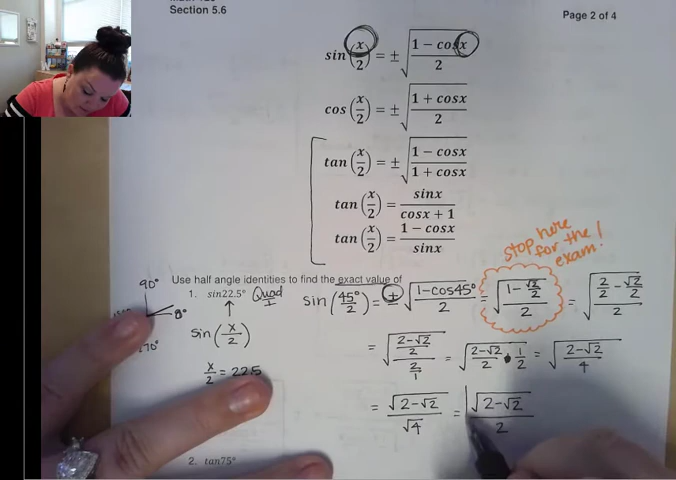 Section 5.6
Page 2 of 4
sin(x/2) = ±√((1 − cosx)/2)
cos(x/2) = ±√((1 + cosx)/2)
tan(x/2) = ±√((1 − cosx)/(1 + cosx))
tan(x/2) = sinx/(cosx + 1)
tan(x/2) = (1 − cosx)/sinx
stop here
for the
exam!
Use half angle identities to find the exact value of
90°
1. sin22.5° Quad I
sin(45°/2) = ±√((1−cos45°)/2) = √((1−√2/2)/2) = √((2/2−√2/2)/2)
0°
sin(x/2)
= √(((2−√2)/2)/(2/1)) = √((2−√2)/2 · 1/2) = √((2−√2)/4)
x/2 = 22.5
= √(2−√2)/√4 = √(2−√2)/2
2. tan75°